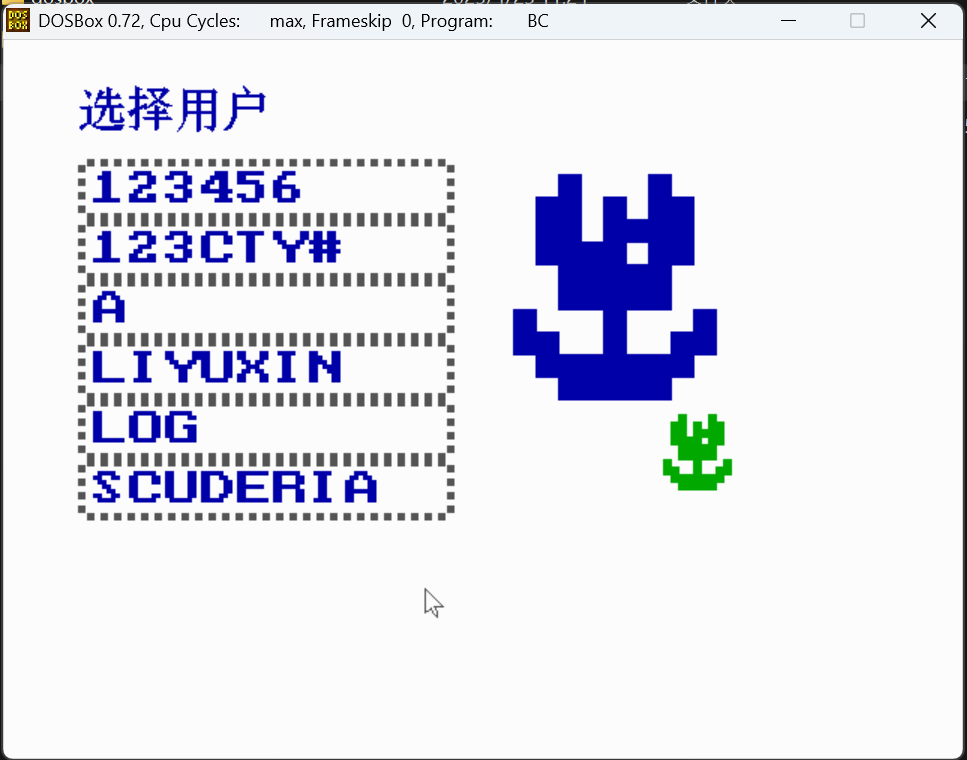 DOSBox 0.72, Cpu Cycles: max, Frameskip 0, Program: BC
选择用户
123456
123CTY#
A
LIYUXIN
LOG
SCUDERIA